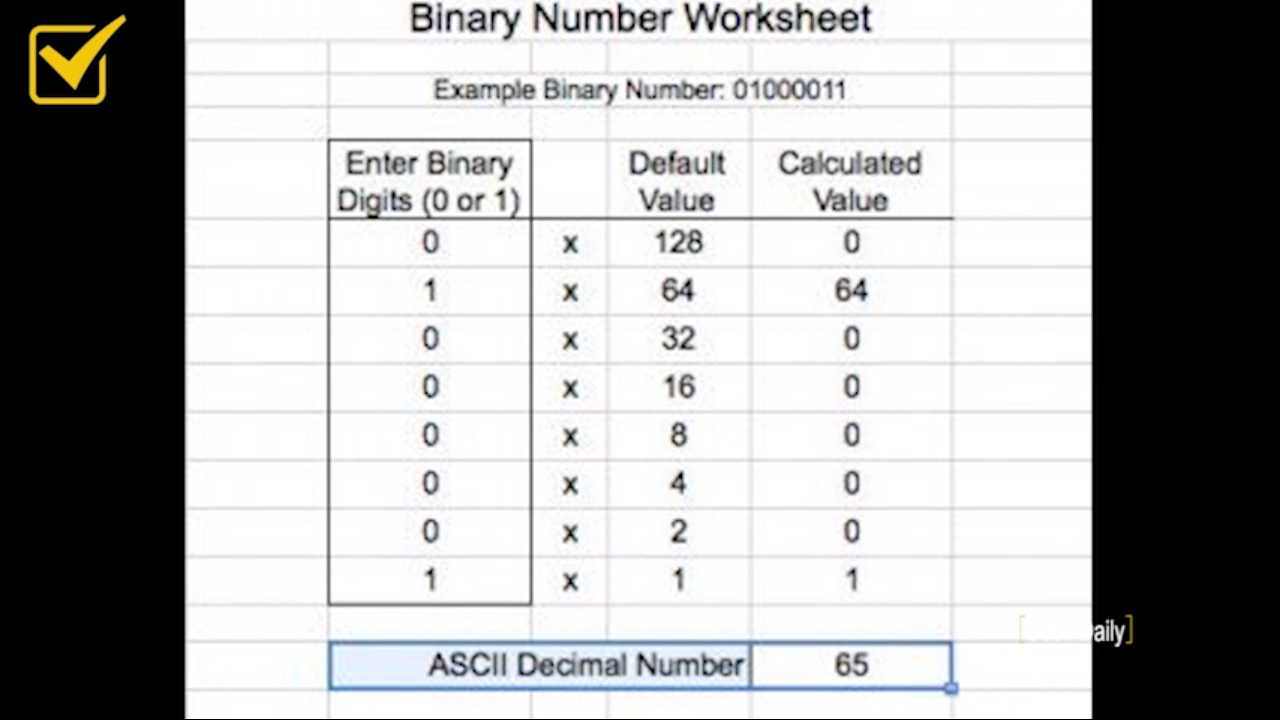 Binary Number Worksheet
Example Binary Number: 01000011
Enter Binary Default Calculated
Digits (0 or 1) Value Value
0 x 128 0
1 x 64 64
0 x 32 0
0 x 16 0
0 x 8 0
0 x 4 0
0 x 2 0
1 x 1 1
ASCII Decimal Number 65